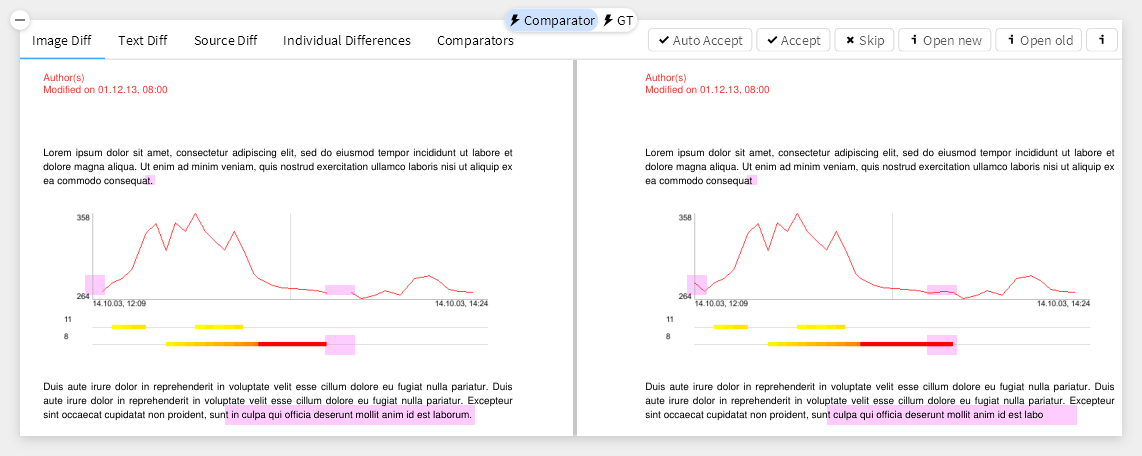 Comparator GT
Image Diff Text Diff Source Diff Individual Differences Comparators
Auto Accept Accept Skip Open new Open old
Author(s)
Modified on 01.12.13, 08:00
Lorem ipsum dolor sit amet, consectetur adipiscing elit, sed do eiusmod tempor incididunt ut labore et
dolore magna aliqua. Ut enim ad minim veniam, quis nostrud exercitation ullamco laboris nisi ut aliquip ex
ea commodo consequat.
358
264
14.10.03, 12:09 14.10.03, 14:24
11
8
Duis aute irure dolor in reprehenderit in voluptate velit esse cillum dolore eu fugiat nulla pariatur. Duis
aute irure dolor in reprehenderit in voluptate velit esse cillum dolore eu fugiat nulla pariatur. Excepteur
sint occaecat cupidatat non proident, sunt in culpa qui officia deserunt mollit anim id est laborum.
Author(s)
Modified on 01.12.13, 08:00
Lorem ipsum dolor sit amet, consectetur adipiscing elit, sed do eiusmod tempor incididunt ut labore et
dolore magna aliqua. Ut enim ad minim veniam, quis nostrud exercitation ullamco laboris nisi ut aliquip ex
ea commodo consequat
358
264
14.10.03, 12:09 14.10.03, 14:24
11
8
Duis aute irure dolor in reprehenderit in voluptate velit esse cillum dolore eu fugiat nulla pariatur. Duis
aute irure dolor in reprehenderit in voluptate velit esse cillum dolore eu fugiat nulla pariatur. Excepteur
sint occaecat cupidatat non proident, sunt culpa qui officia deserunt mollit anim id est labo